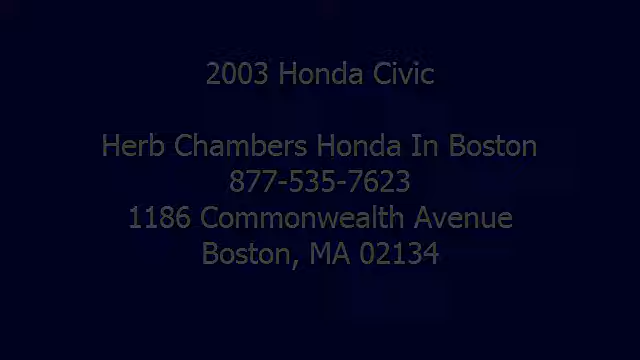 2003 Honda Civic
Herb Chambers Honda In Boston
877-535-7623
1186 Commonwealth Avenue
Boston, MA 02134